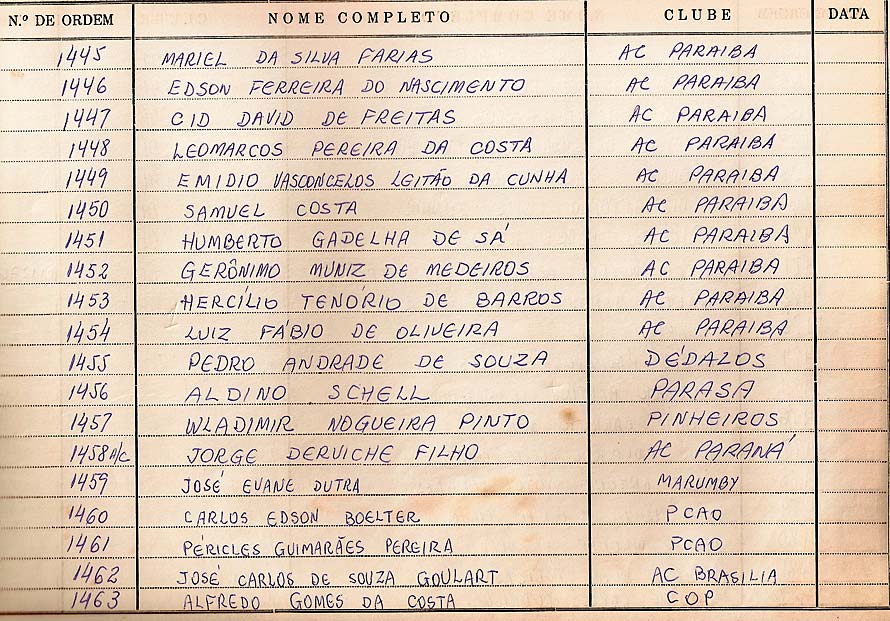 N.º DE ORDEM NOME COMPLETO CLUBE DATA
1445 MARIEL DA SILVA FARIAS AC PARAIBA
1446 EDSON FERREIRA DO NASCIMENTO AC PARAIBA
1447 CID DAVID DE FREITAS AC PARAIBA
1448 LEOMARCOS PEREIRA DA COSTA AC PARAIBA
1449 EMIDIO VASCONCELOS LEITÃO DA CUNHA AC PARAIBA
1450 SAMUEL COSTA AC PARAIBA
1451 HUMBERTO GADELHA DE SÁ AC PARAIBA
1452 GERÔNIMO MUNIZ DE MEDEIROS AC PARAIBA
1453 HERCÍLIO TENÓRIO DE BARROS AC PARAIBA
1454 LUIZ FÁBIO DE OLIVEIRA AC PARAIBA
1455 PEDRO ANDRADE DE SOUZA DÉDALOS
1456 ALDINO SCHELL PARASA
1457 WLADIMIR NOGUEIRA PINTO PINHEIROS
1458 A/C JORGE DERVICHE FILHO AC PARANÁ
1459 JOSÉ EVANE DUTRA MARUMBY
1460 CARLOS EDSON BOELTER PCAO
1461 PÉRICLES GUIMARÃES PEREIRA PCAO
1462 JOSÉ CARLOS DE SOUZA GOULART AC BRASILIA
1463 ALFREDO GOMES DA COSTA COP